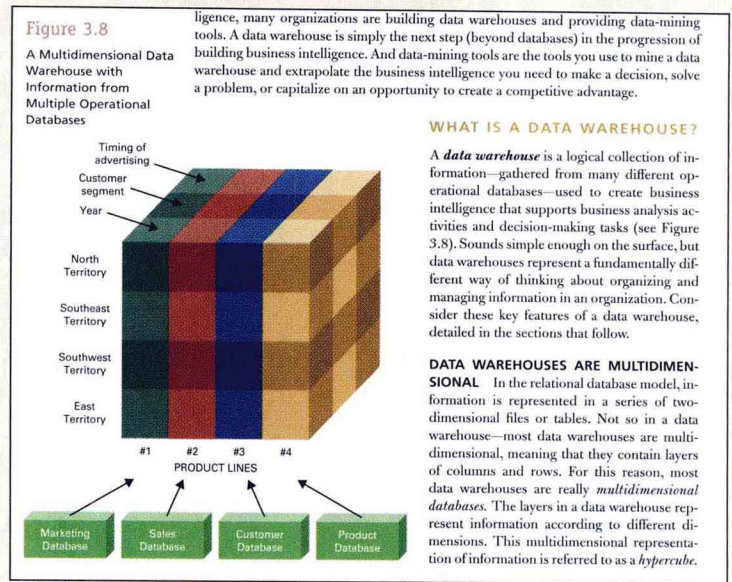 Figure 3.8
A Multidimensional Data
Warehouse with
Information from
Multiple Operational
Databases
ligence, many organizations are building data warehouses and providing data-mining
tools. A data warehouse is simply the next step (beyond databases) in the progression of
building business intelligence. And data-mining tools are the tools you use to mine a data
warehouse and extrapolate the business intelligence you need to make a decision, solve
a problem, or capitalize on an opportunity to create a competitive advantage.
Timing of
advertising
Customer
segment
Year
North
Territory
Southeast
Territory
Southwest
Territory
East
Territory
#1 #2 #3 #4
PRODUCT LINES
Marketing
Database
Sales
Database
Customer
Database
Product
Database
WHAT IS A DATA WAREHOUSE?
A data warehouse is a logical collection of in-
formation—gathered from many different op-
erational databases—used to create business
intelligence that supports business analysis ac-
tivities and decision-making tasks (see Figure
3.8). Sounds simple enough on the surface, but
data warehouses represent a fundamentally dif-
ferent way of thinking about organizing and
managing information in an organization. Con-
sider these key features of a data warehouse,
detailed in the sections that follow.
DATA WAREHOUSES ARE MULTIDIMEN-
SIONAL In the relational database model, in-
formation is represented in a series of two-
dimensional files or tables. Not so in a data
warehouse—most data warehouses are multi-
dimensional, meaning that they contain layers
of columns and rows. For this reason, most
data warehouses are really multidimensional
databases. The layers in a data warehouse rep-
resent information according to different di-
mensions. This multidimensional representa-
tion of information is referred to as a hypercube.